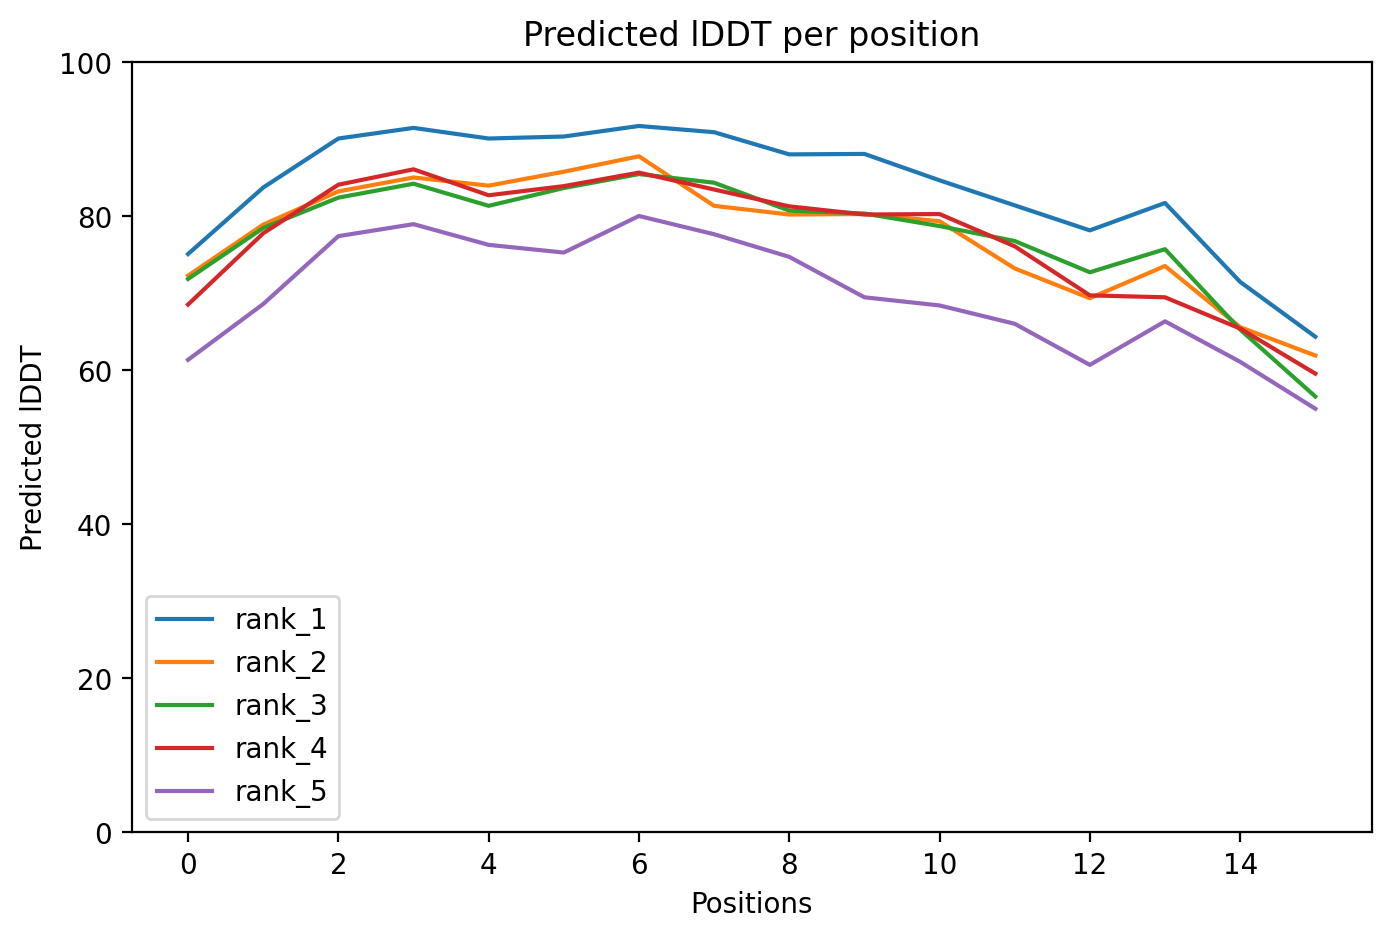 Predicted lDDT per position
100
80
60
40
20
0
Predicted lDDT
rank_1
rank_2
rank_3
rank_4
rank_5
0 2 4 6 8 10 12 14
Positions